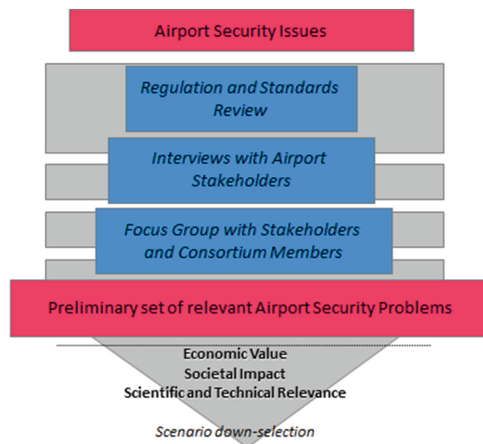 Airport Security Issues
Regulation and Standards
Review
Interviews with Airport
Stakeholders
Focus Group with Stakeholders
and Consortium Members
Preliminary set of relevant Airport Security Problems
Economic Value
Societal Impact
Scientific and Technical Relevance
Scenario down-selection